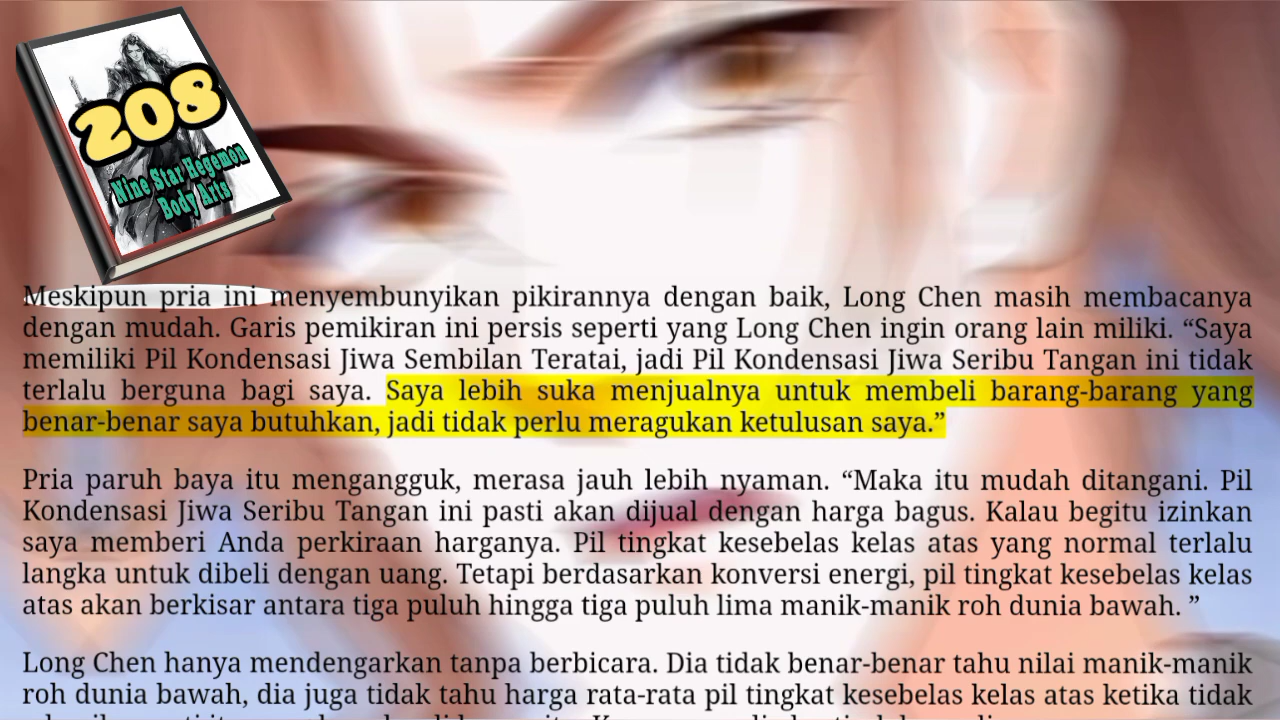 208
Nine Star Hegemon
Body Arts
Meskipun pria ini menyembunyikan pikirannya dengan baik, Long Chen masih membacanya
dengan mudah. Garis pemikiran ini persis seperti yang Long Chen ingin orang lain miliki. “Saya
memiliki Pil Kondensasi Jiwa Sembilan Teratai, jadi Pil Kondensasi Jiwa Seribu Tangan ini tidak
terlalu berguna bagi saya. Saya lebih suka menjualnya untuk membeli barang-barang yang
benar-benar saya butuhkan, jadi tidak perlu meragukan ketulusan saya.”
Pria paruh baya itu mengangguk, merasa jauh lebih nyaman. “Maka itu mudah ditangani. Pil
Kondensasi Jiwa Seribu Tangan ini pasti akan dijual dengan harga bagus. Kalau begitu izinkan
saya memberi Anda perkiraan harganya. Pil tingkat kesebelas kelas atas yang normal terlalu
langka untuk dibeli dengan uang. Tetapi berdasarkan konversi energi, pil tingkat kesebelas kelas
atas akan berkisar antara tiga puluh hingga tiga puluh lima manik-manik roh dunia bawah. ”
Long Chen hanya mendengarkan tanpa berbicara. Dia tidak benar-benar tahu nilai manik-manik
roh dunia bawah, dia juga tidak tahu harga rata-rata pil tingkat kesebelas kelas atas ketika tidak